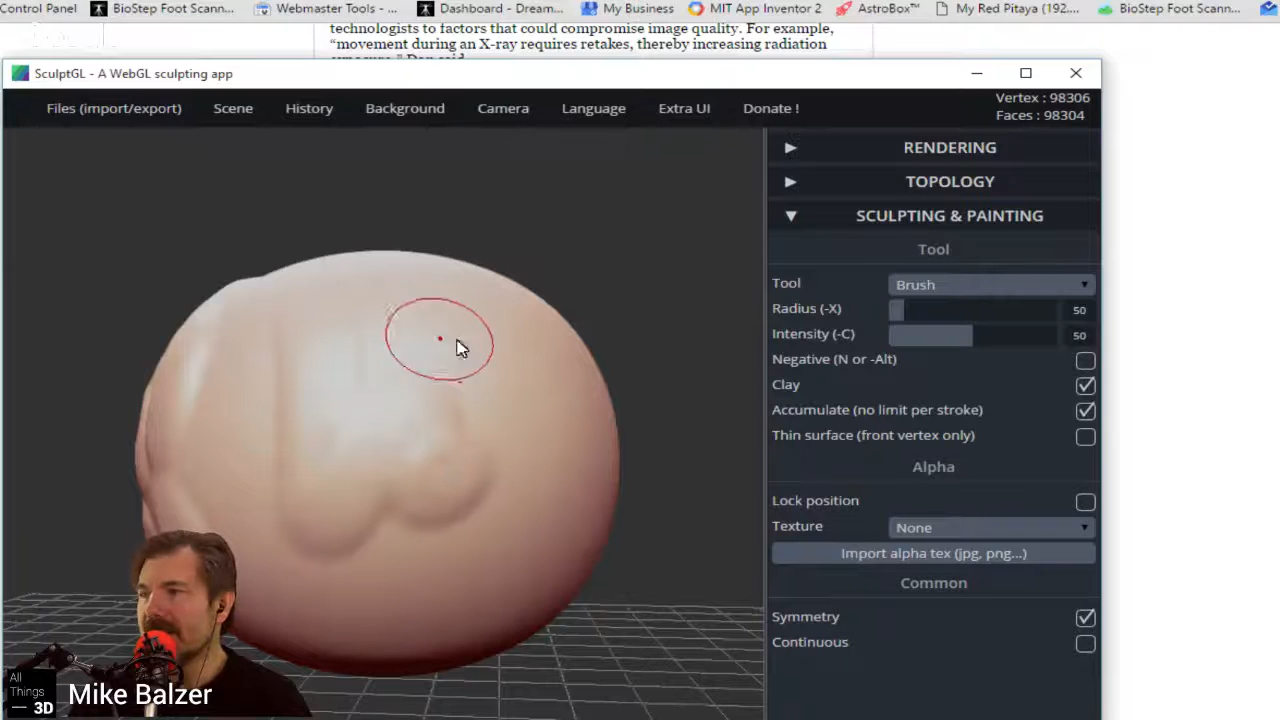 Control Panel
BioStep Foot Scann...
Webmaster Tools - ...
Dashboard - Dream...
My Business
MIT App Inventor 2
AstroBox™
My Red Pitaya (192....
BioStep Foot Scann...
technologists to factors that could compromise image quality. For example,
“movement during an X-ray requires retakes, thereby increasing radiation
SculptGL - A WebGL sculpting app
Files (import/export)
Scene
History
Background
Camera
Language
Extra UI
Donate !
Vertex : 98306
Faces : 98304
RENDERING
TOPOLOGY
SCULPTING & PAINTING
Tool
Tool
Brush
Radius (-X)
50
Intensity (-C)
50
Negative (N or -Alt)
Clay
Accumulate (no limit per stroke)
Thin surface (front vertex only)
Alpha
Lock position
Texture
None
Import alpha tex (jpg, png...)
Common
Symmetry
Continuous
All
Things
3D
Mike Balzer